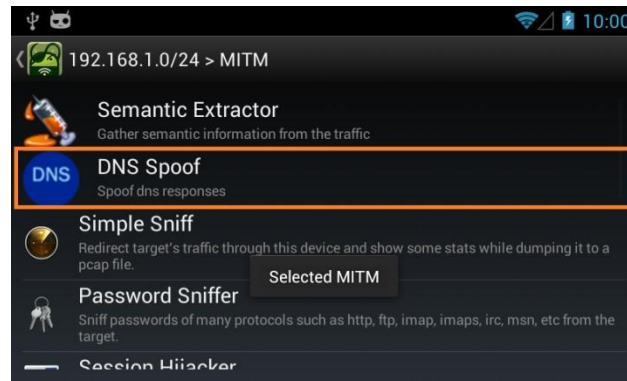 10:00
192.168.1.0/24 > MITM
Semantic Extractor
Gather semantic information from the traffic
DNS
DNS Spoof
Spoof dns responses
Simple Sniff
Redirect target's traffic through this device and show some stats while dumping it to a
pcap file.
Selected MITM
Password Sniffer
Sniff passwords of many protocols such as http, ftp, imap, imaps, irc, msn, etc from the
target.
Session Hijacker